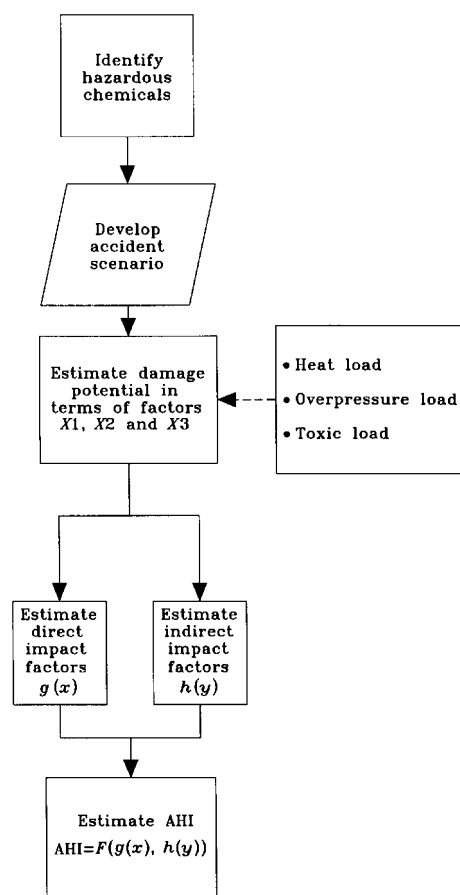 Identify
hazardous
chemicals
Develop
accident
scenario
Estimate damage
potential in
terms of factors
X1, X2 and X3
• Heat load
• Overpressure load
• Toxic load
Estimate
direct
impact
factors
g(x)
Estimate
indirect
impact
factors
h(y)
Estimate AHI
AHI=F(g(x), h(y))